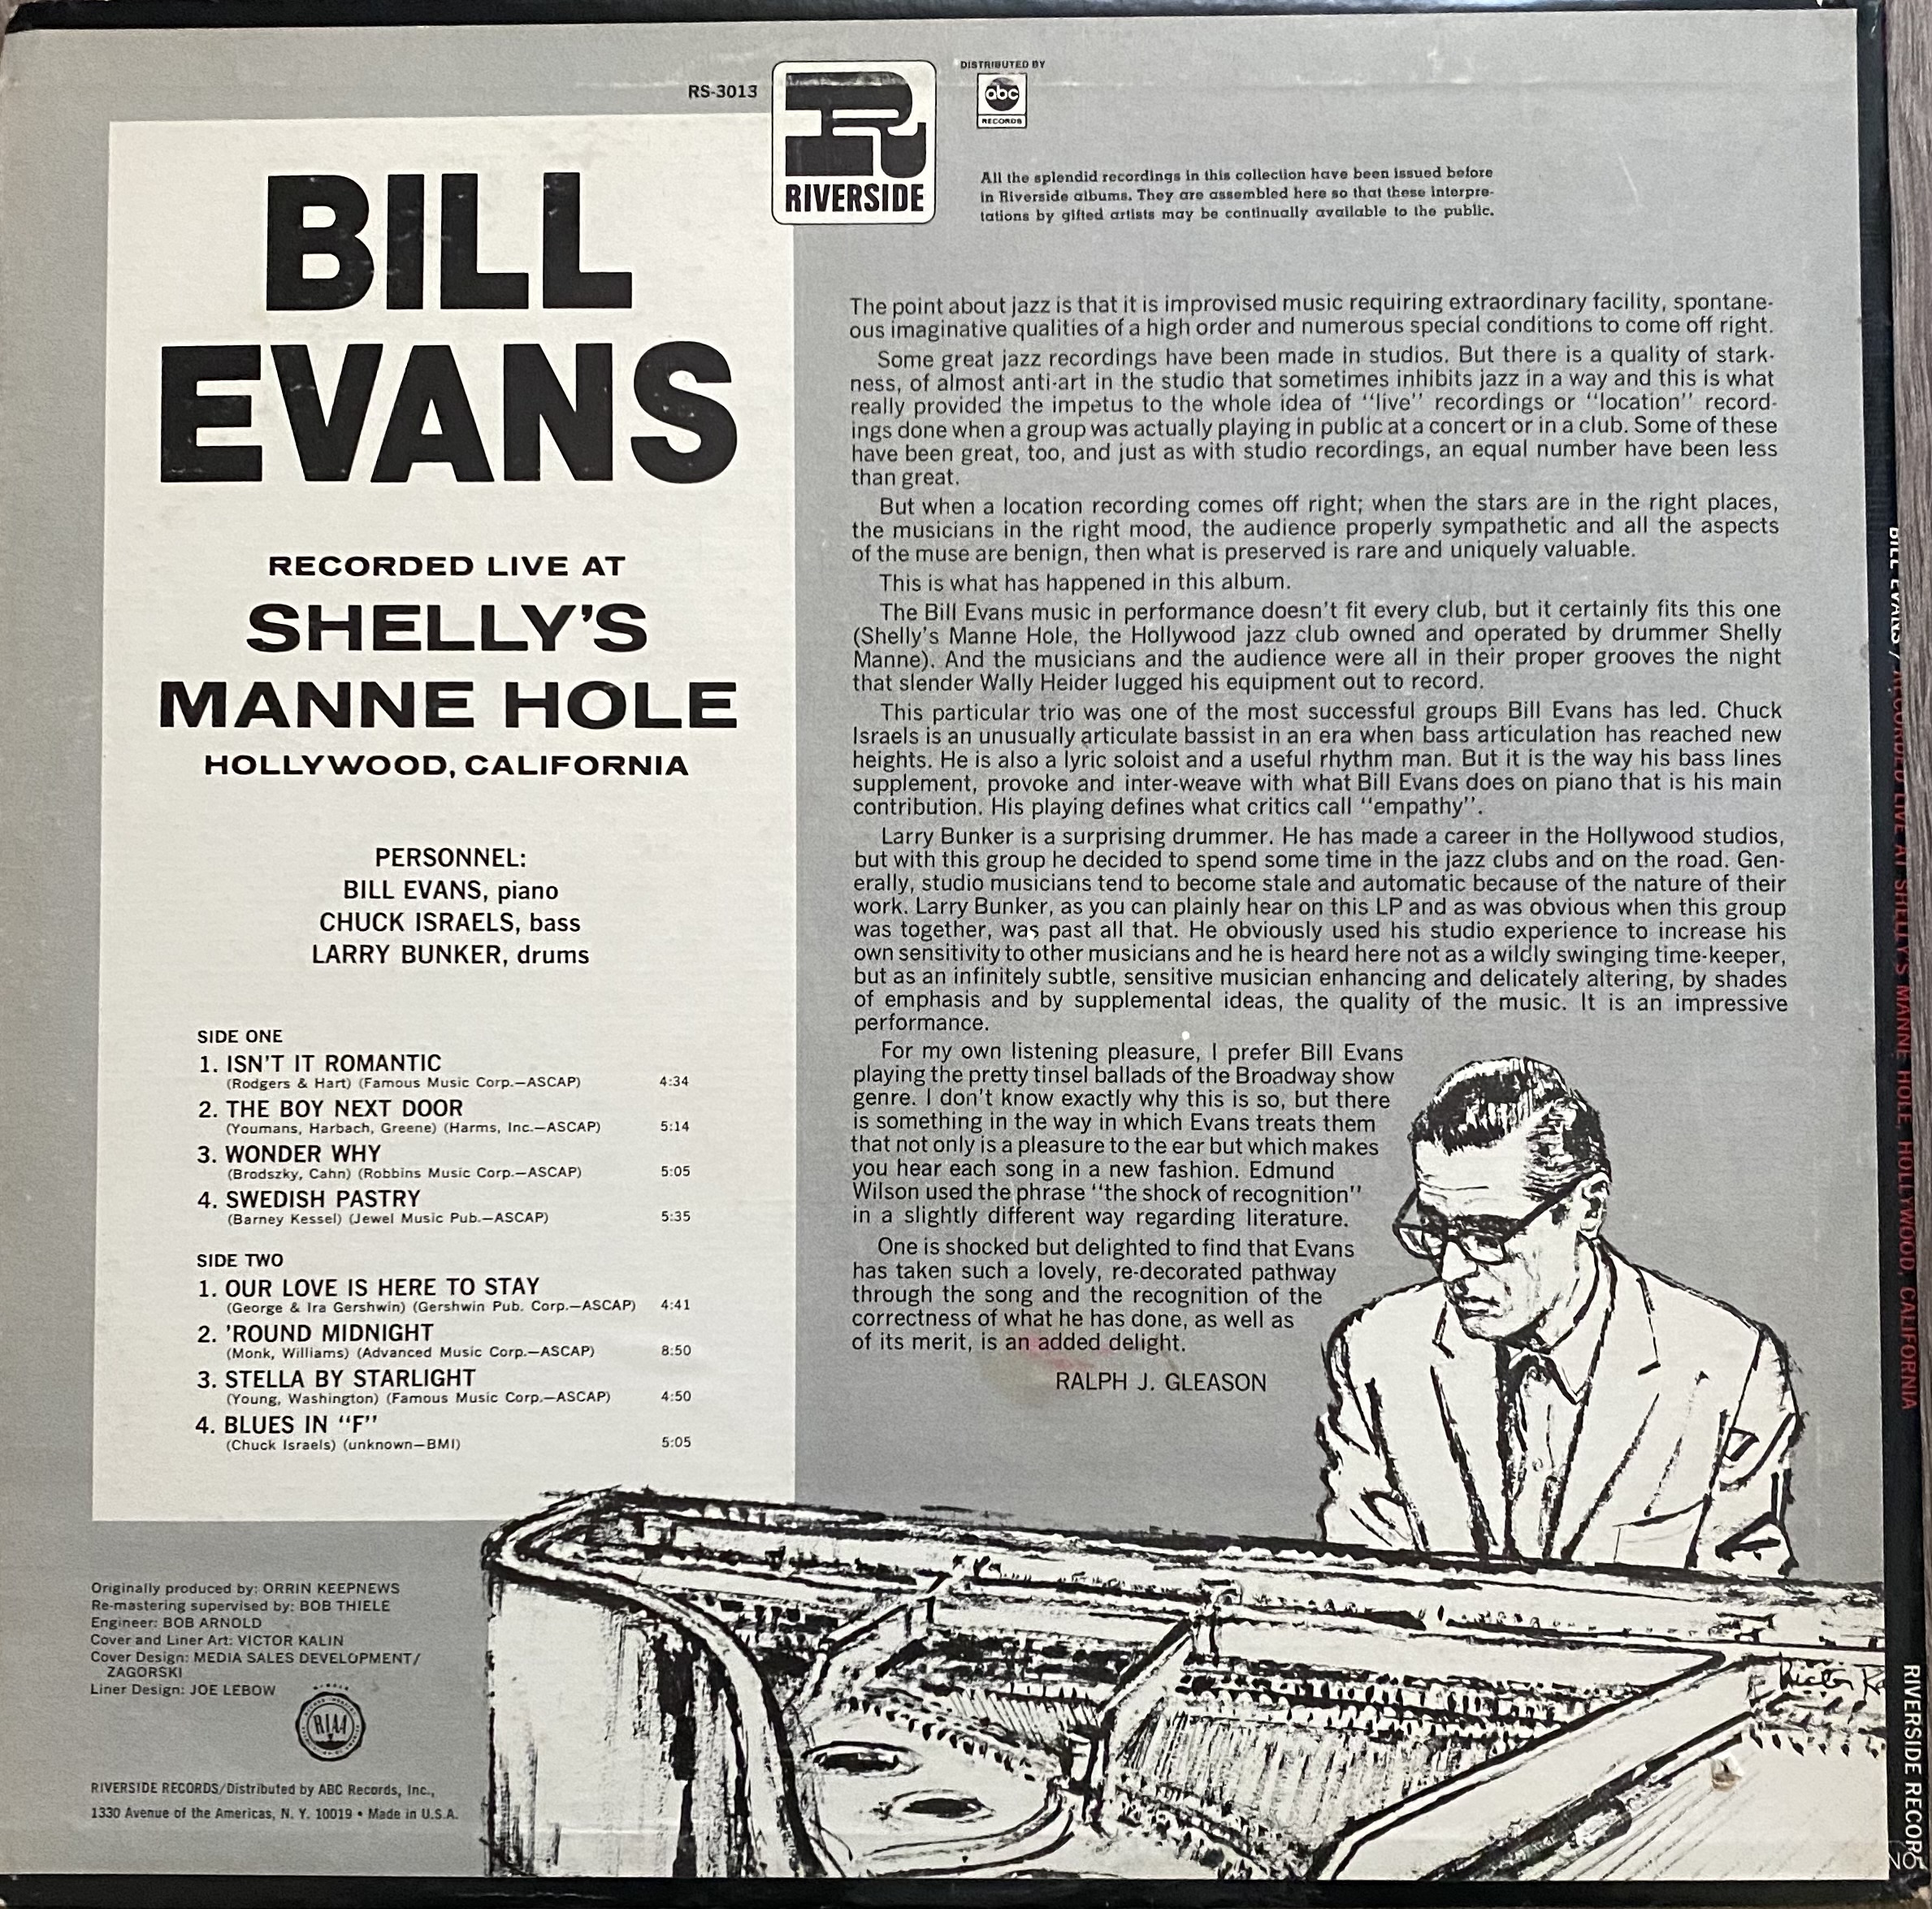 RS-3013
R
RIVERSIDE
DISTRIBUTED BY
abc
RECORDS
All the splendid recordings in this collection have been issued before
in Riverside albums. They are assembled here so that these interpre-
tations by gifted artists may be continually available to the public.
BILL
EVANS
RECORDED LIVE AT
SHELLY'S
MANNE HOLE
HOLLYWOOD, CALIFORNIA
PERSONNEL:
BILL EVANS, piano
CHUCK ISRAELS, bass
LARRY BUNKER, drums
SIDE ONE
1. ISN'T IT ROMANTIC
(Rodgers & Hart) (Famous Music Corp.—ASCAP) 4:34
2. THE BOY NEXT DOOR
(Youmans, Harbach, Greene) (Harms, Inc.—ASCAP) 5:14
3. WONDER WHY
(Brodszky, Cahn) (Robbins Music Corp.—ASCAP) 5:05
4. SWEDISH PASTRY
(Barney Kessel) (Jewel Music Pub.—ASCAP) 5:35
SIDE TWO
1. OUR LOVE IS HERE TO STAY
(George & Ira Gershwin) (Gershwin Pub. Corp.—ASCAP) 4:41
2. 'ROUND MIDNIGHT
(Monk, Williams) (Advanced Music Corp.—ASCAP) 8:50
3. STELLA BY STARLIGHT
(Young, Washington) (Famous Music Corp.—ASCAP) 4:50
4. BLUES IN "F"
(Chuck Israels) (unknown—BMI) 5:05
The point about jazz is that it is improvised music requiring extraordinary facility, spontane-
ous imaginative qualities of a high order and numerous special conditions to come off right.
Some great jazz recordings have been made in studios. But there is a quality of stark-
ness, of almost anti-art in the studio that sometimes inhibits jazz in a way and this is what
really provided the impetus to the whole idea of "live" recordings or "location" record-
ings done when a group was actually playing in public at a concert or in a club. Some of these
have been great, too, and just as with studio recordings, an equal number have been less
than great.
But when a location recording comes off right; when the stars are in the right places,
the musicians in the right mood, the audience properly sympathetic and all the aspects
of the muse are benign, then what is preserved is rare and uniquely valuable.
This is what has happened in this album.
The Bill Evans music in performance doesn't fit every club, but it certainly fits this one
(Shelly's Manne Hole, the Hollywood jazz club owned and operated by drummer Shelly
Manne). And the musicians and the audience were all in their proper grooves the night
that slender Wally Heider lugged his equipment out to record.
This particular trio was one of the most successful groups Bill Evans has led. Chuck
Israels is an unusually articulate bassist in an era when bass articulation has reached new
heights. He is also a lyric soloist and a useful rhythm man. But it is the way his bass lines
supplement, provoke and inter-weave with what Bill Evans does on piano that is his main
contribution. His playing defines what critics call "empathy".
Larry Bunker is a surprising drummer. He has made a career in the Hollywood studios,
but with this group he decided to spend some time in the jazz clubs and on the road. Gen-
erally, studio musicians tend to become stale and automatic because of the nature of their
work. Larry Bunker, as you can plainly hear on this LP and as was obvious when this group
was together, was past all that. He obviously used his studio experience to increase his
own sensitivity to other musicians and he is heard here not as a wildly swinging time-keeper,
but as an infinitely subtle, sensitive musician enhancing and delicately altering, by shades
of emphasis and by supplemental ideas, the quality of the music. It is an impressive
performance.
For my own listening pleasure, I prefer Bill Evans
playing the pretty tinsel ballads of the Broadway show
genre. I don't know exactly why this is so, but there
is something in the way in which Evans treats them
that not only is a pleasure to the ear but which makes
you hear each song in a new fashion. Edmund
Wilson used the phrase "the shock of recognition"
in a slightly different way regarding literature.
One is shocked but delighted to find that Evans
has taken such a lovely, re-decorated pathway
through the song and the recognition of the
correctness of what he has done, as well as
of its merit, is an added delight.
RALPH J. GLEASON
Originally produced by: ORRIN KEEPNEWS
Re-mastering supervised by: BOB THIELE
Engineer: BOB ARNOLD
Cover and Liner Art: VICTOR KALIN
Cover Design: MEDIA SALES DEVELOPMENT/
ZAGORSKI
Liner Design: JOE LEBOW
RIAA
RIVERSIDE RECORDS/Distributed by ABC Records, Inc.,
1330 Avenue of the Americas, N. Y. 10019 • Made in U.S.A.
Victor K
BILL EVANS / RECORDED LIVE AT SHELLY'S MANNE HOLE, HOLLYWOOD, CALIFORNIA
RIVERSIDE RECOR